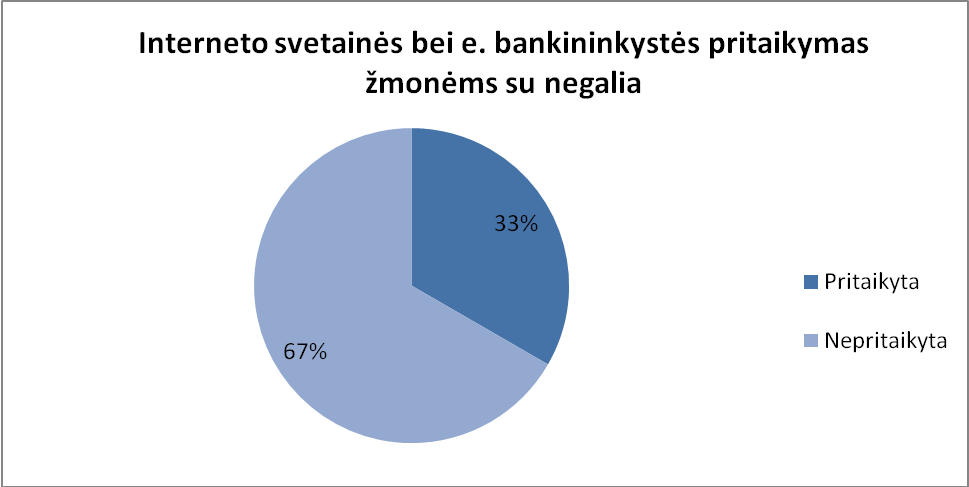 Interneto svetainės bei e. bankininkystės pritaikymas
žmonėms su negalia
33%
67%
Pritaikyta
Nepritaikyta